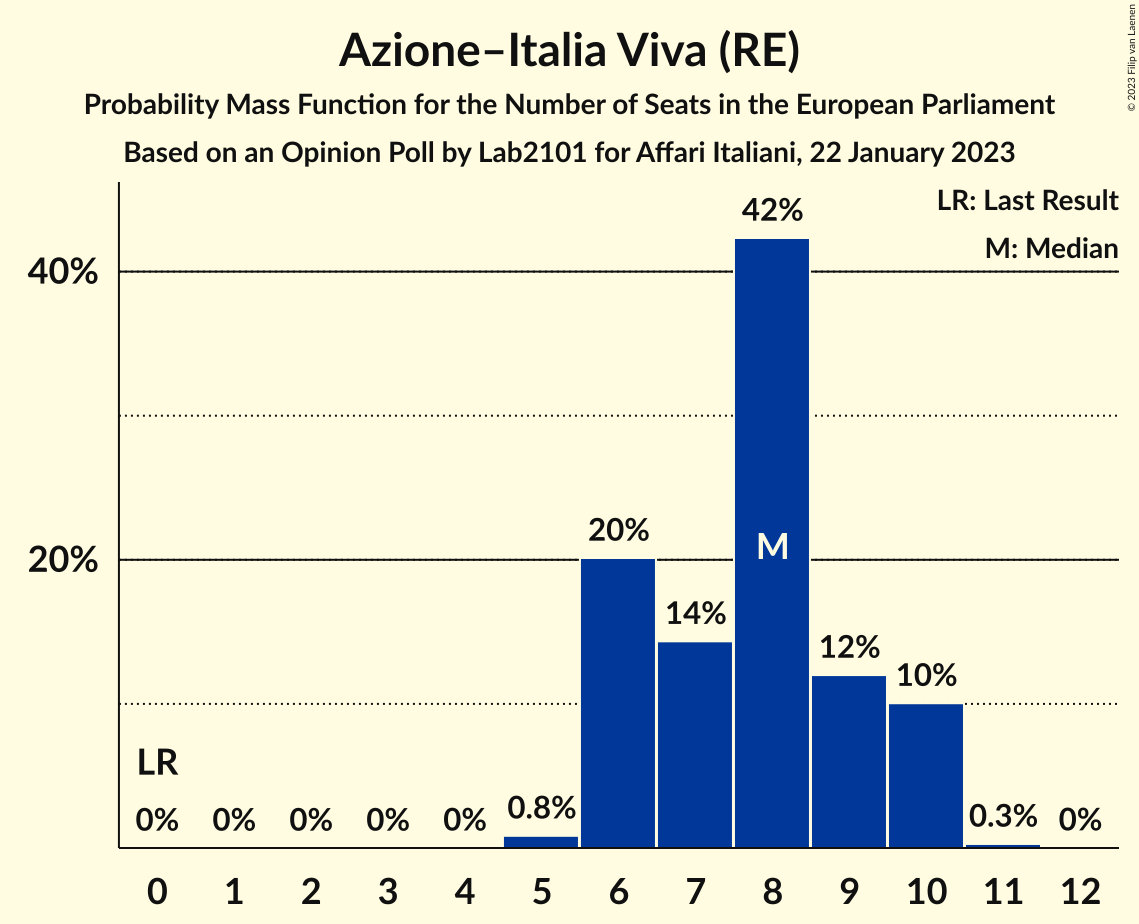 Azione–Italia Viva (RE)
Probability Mass Function for the Number of Seats in the European Parliament
Based on an Opinion Poll by Lab2101 for Affari Italiani, 22 January 2023
© 2023 Filip van Laenen
LR: Last Result
M: Median
42%
40%
20%
20%
M
14%
12%
10%
LR
0%
0%
0%
0%
0%
0.8%
0.3%
0%
0 1 2 3 4 5 6 7 8 9 10 11 12